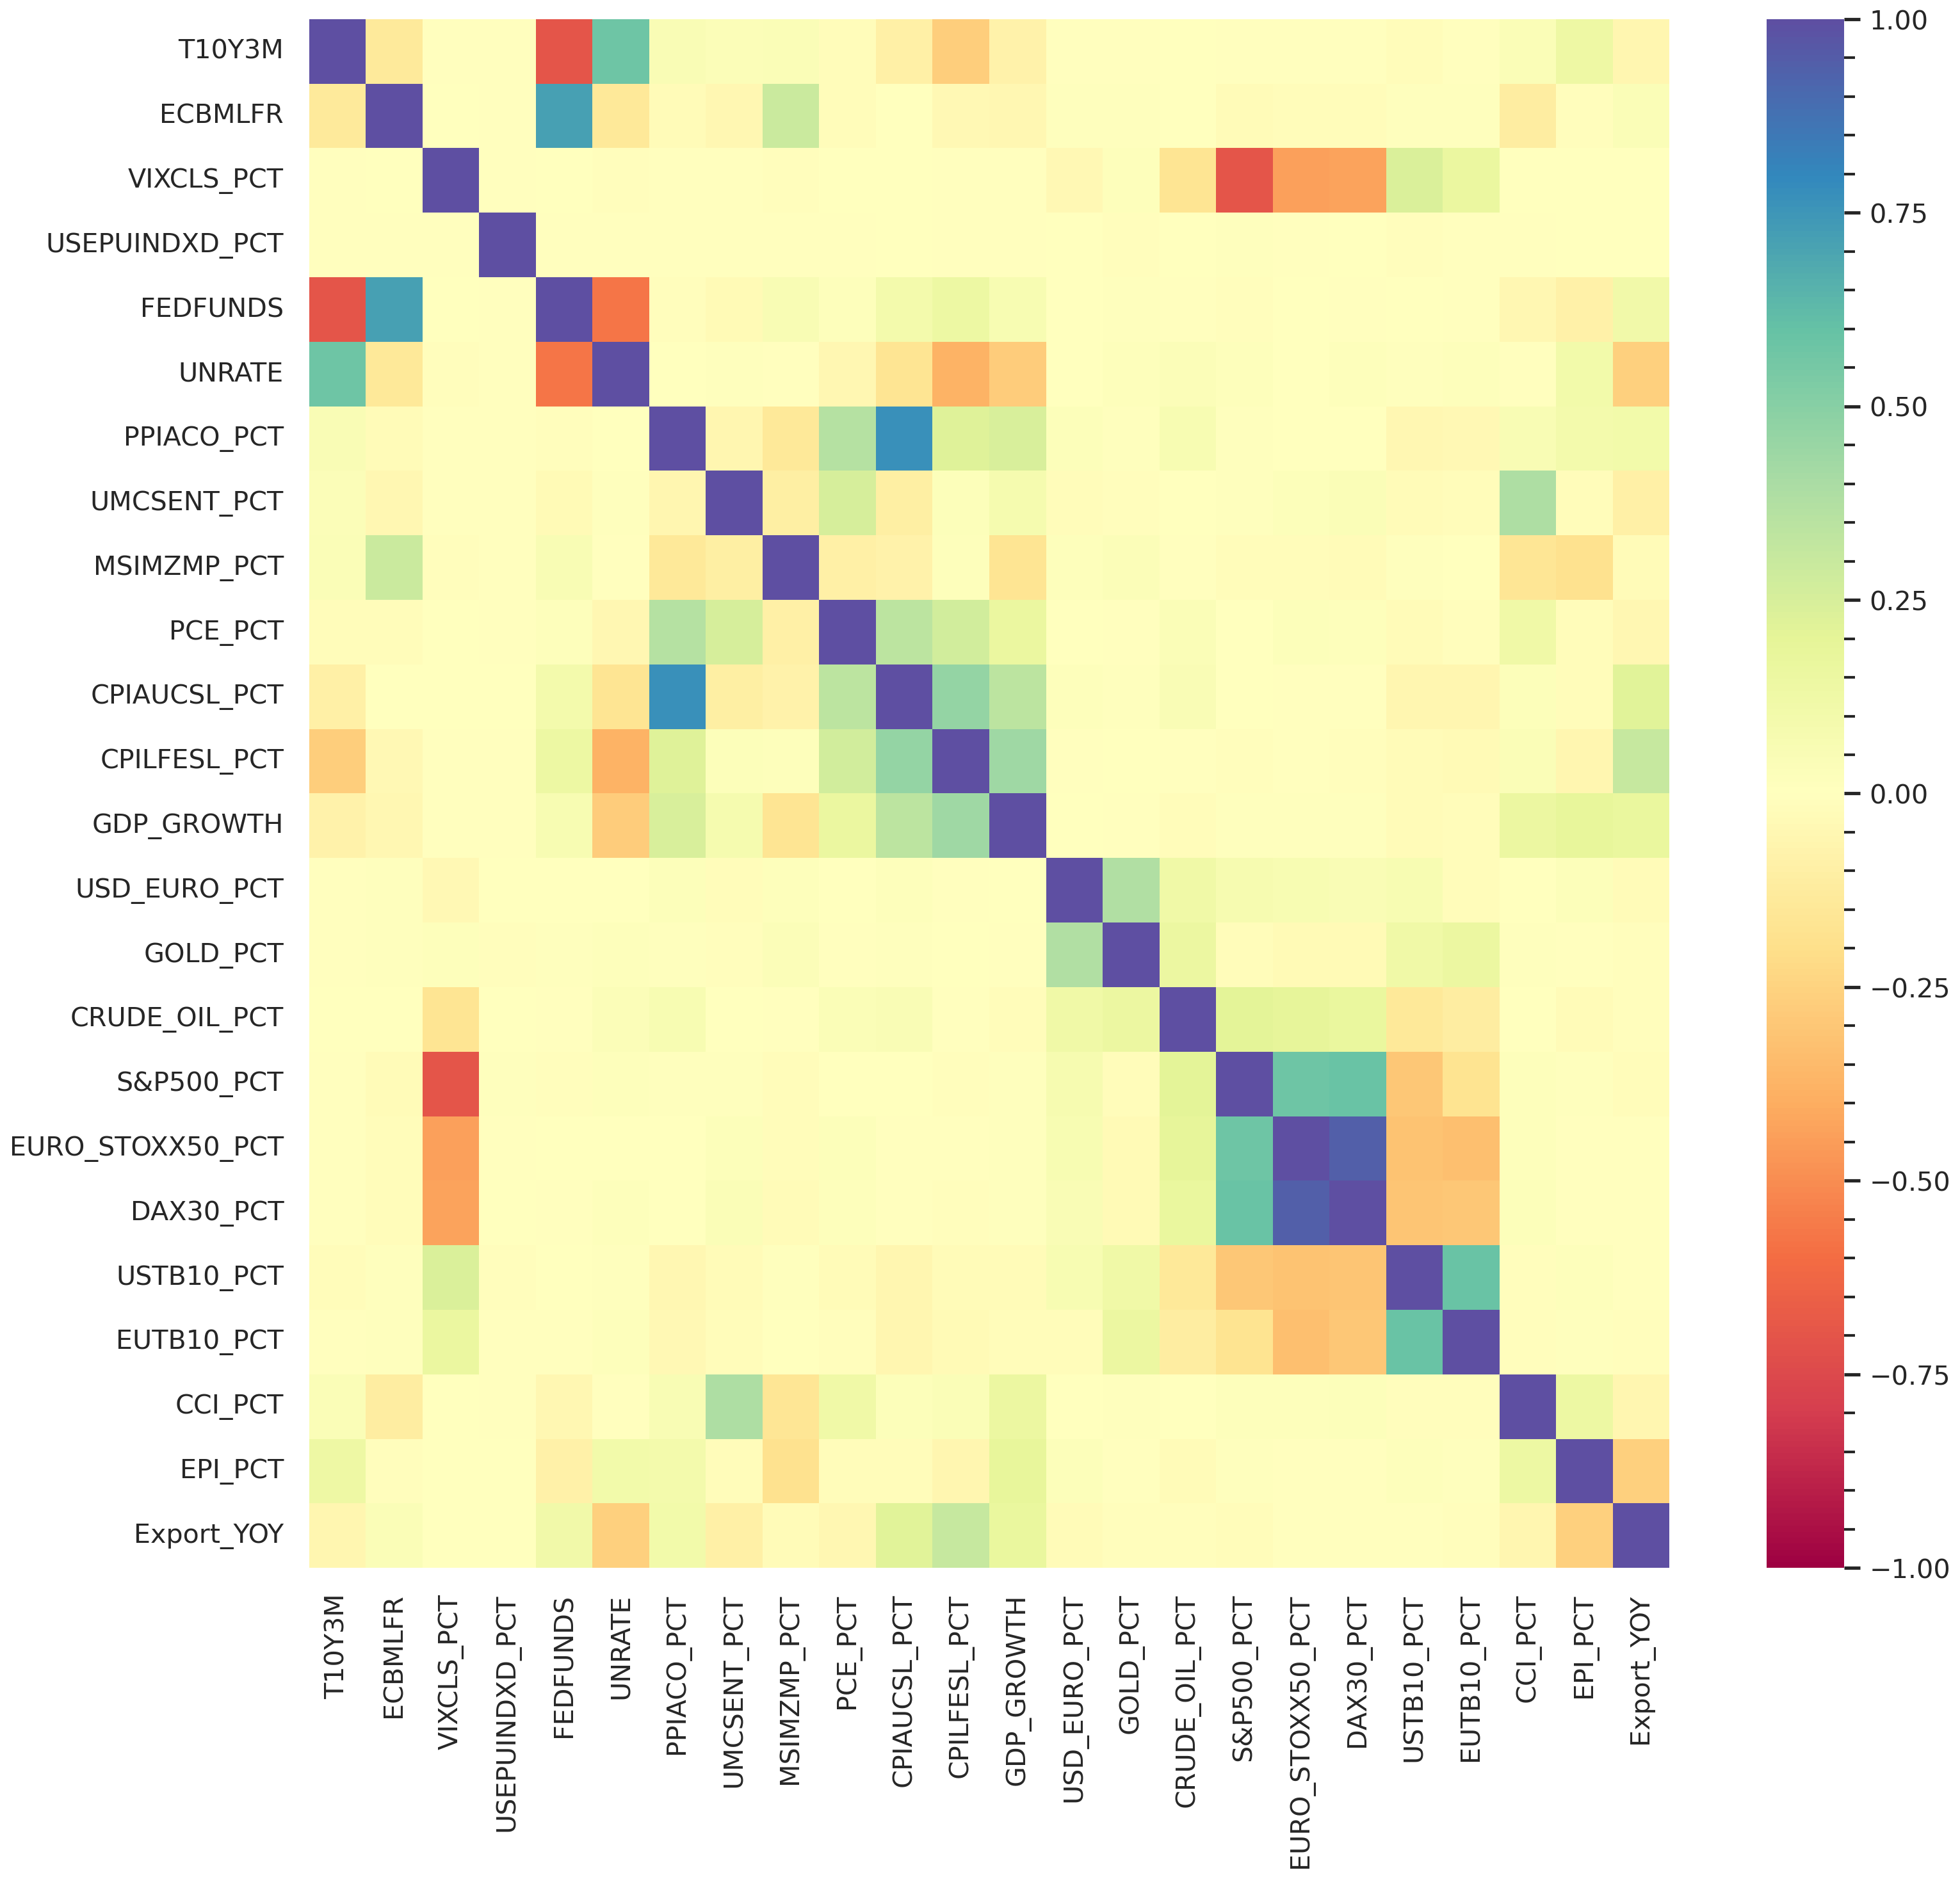 T10Y3M
ECBMLFR
VIXCLS_PCT
USEPUINDXD_PCT
FEDFUNDS
UNRATE
PPIACO_PCT
UMCSENT_PCT
MSIMZMP_PCT
PCE_PCT
CPIAUCSL_PCT
CPILFESL_PCT
GDP_GROWTH
USD_EURO_PCT
GOLD_PCT
CRUDE_OIL_PCT
S&P500_PCT
EURO_STOXX50_PCT
DAX30_PCT
USTB10_PCT
EUTB10_PCT
CCI_PCT
EPI_PCT
Export_YOY
T10Y3M
ECBMLFR
VIXCLS_PCT
USEPUINDXD_PCT
FEDFUNDS
UNRATE
PPIACO_PCT
UMCSENT_PCT
MSIMZMP_PCT
PCE_PCT
CPIAUCSL_PCT
CPILFESL_PCT
GDP_GROWTH
USD_EURO_PCT
GOLD_PCT
CRUDE_OIL_PCT
S&P500_PCT
EURO_STOXX50_PCT
DAX30_PCT
USTB10_PCT
EUTB10_PCT
CCI_PCT
EPI_PCT
Export_YOY
1.00
0.75
0.50
0.25
0.00
−0.25
−0.50
−0.75
−1.00